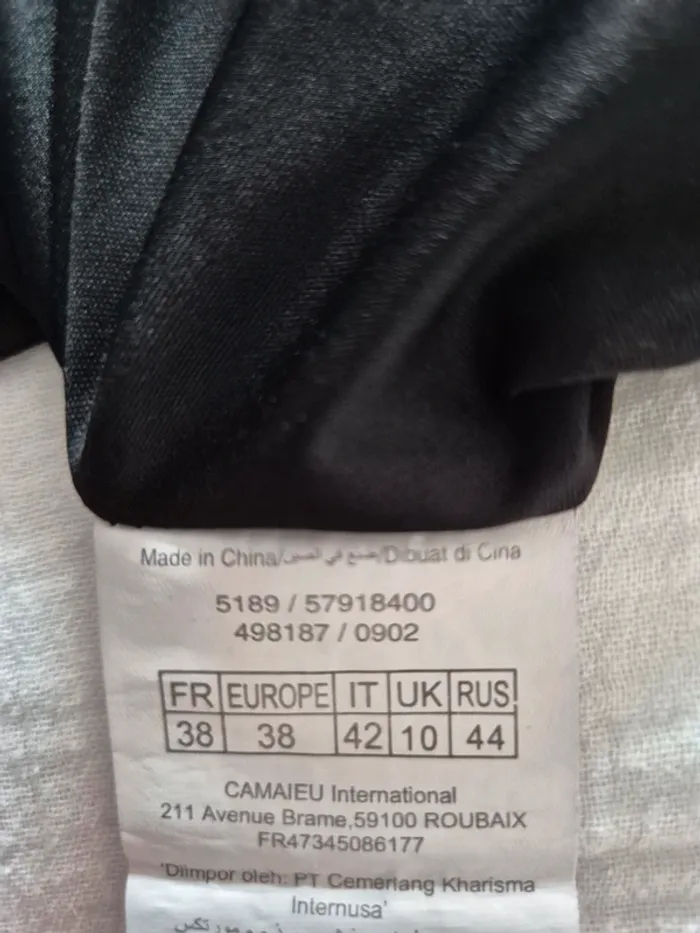 Made in China/صنع في الصين/Dibuat di Cina
5189 / 57918400
498187 / 0902
FR EUROPE IT UK RUS
38 38 42 10 44
CAMAIEU International
211 Avenue Brame,59100 ROUBAIX
FR47345086177
'Diimpor oleh: PT Cemerlang Kharisma
Internusa'